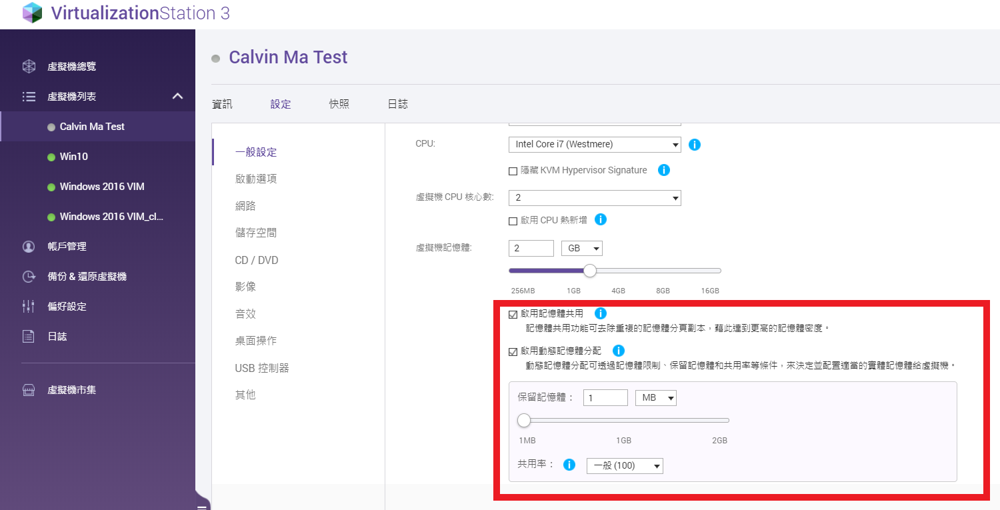 VirtualizationStation 3
虛擬機總覽
虛擬機列表
Calvin Ma Test
Win10
Windows 2016 VIM
Windows 2016 VIM_cl...
帳戶管理
備份 & 還原虛擬機
偏好設定
日誌
虛擬機市集
Calvin Ma Test
資訊 設定 快照 日誌
一般設定
啟動選項
網路
儲存空間
CD / DVD
影像
音效
桌面操作
USB 控制器
其他
CPU: Intel Core i7 (Westmere)
隱藏 KVM Hypervisor Signature
虛擬機 CPU 核心數: 2
啟用 CPU 熱新增
虛擬機記憶體: 2 GB
256MB 1GB 4GB 8GB 16GB
啟用記憶體共用
記憶體共用功能可去除重複的記憶體分頁副本，藉此達到更高的記憶體密度。
啟用動態記憶體分配
動態記憶體分配可透過記憶體限制、保留記憶體和共用率等條件，來決定並配置適當的實體記憶體給虛擬機。
保留記憶體： 1 MB
1MB 1GB 2GB
共用率： 一般 (100)